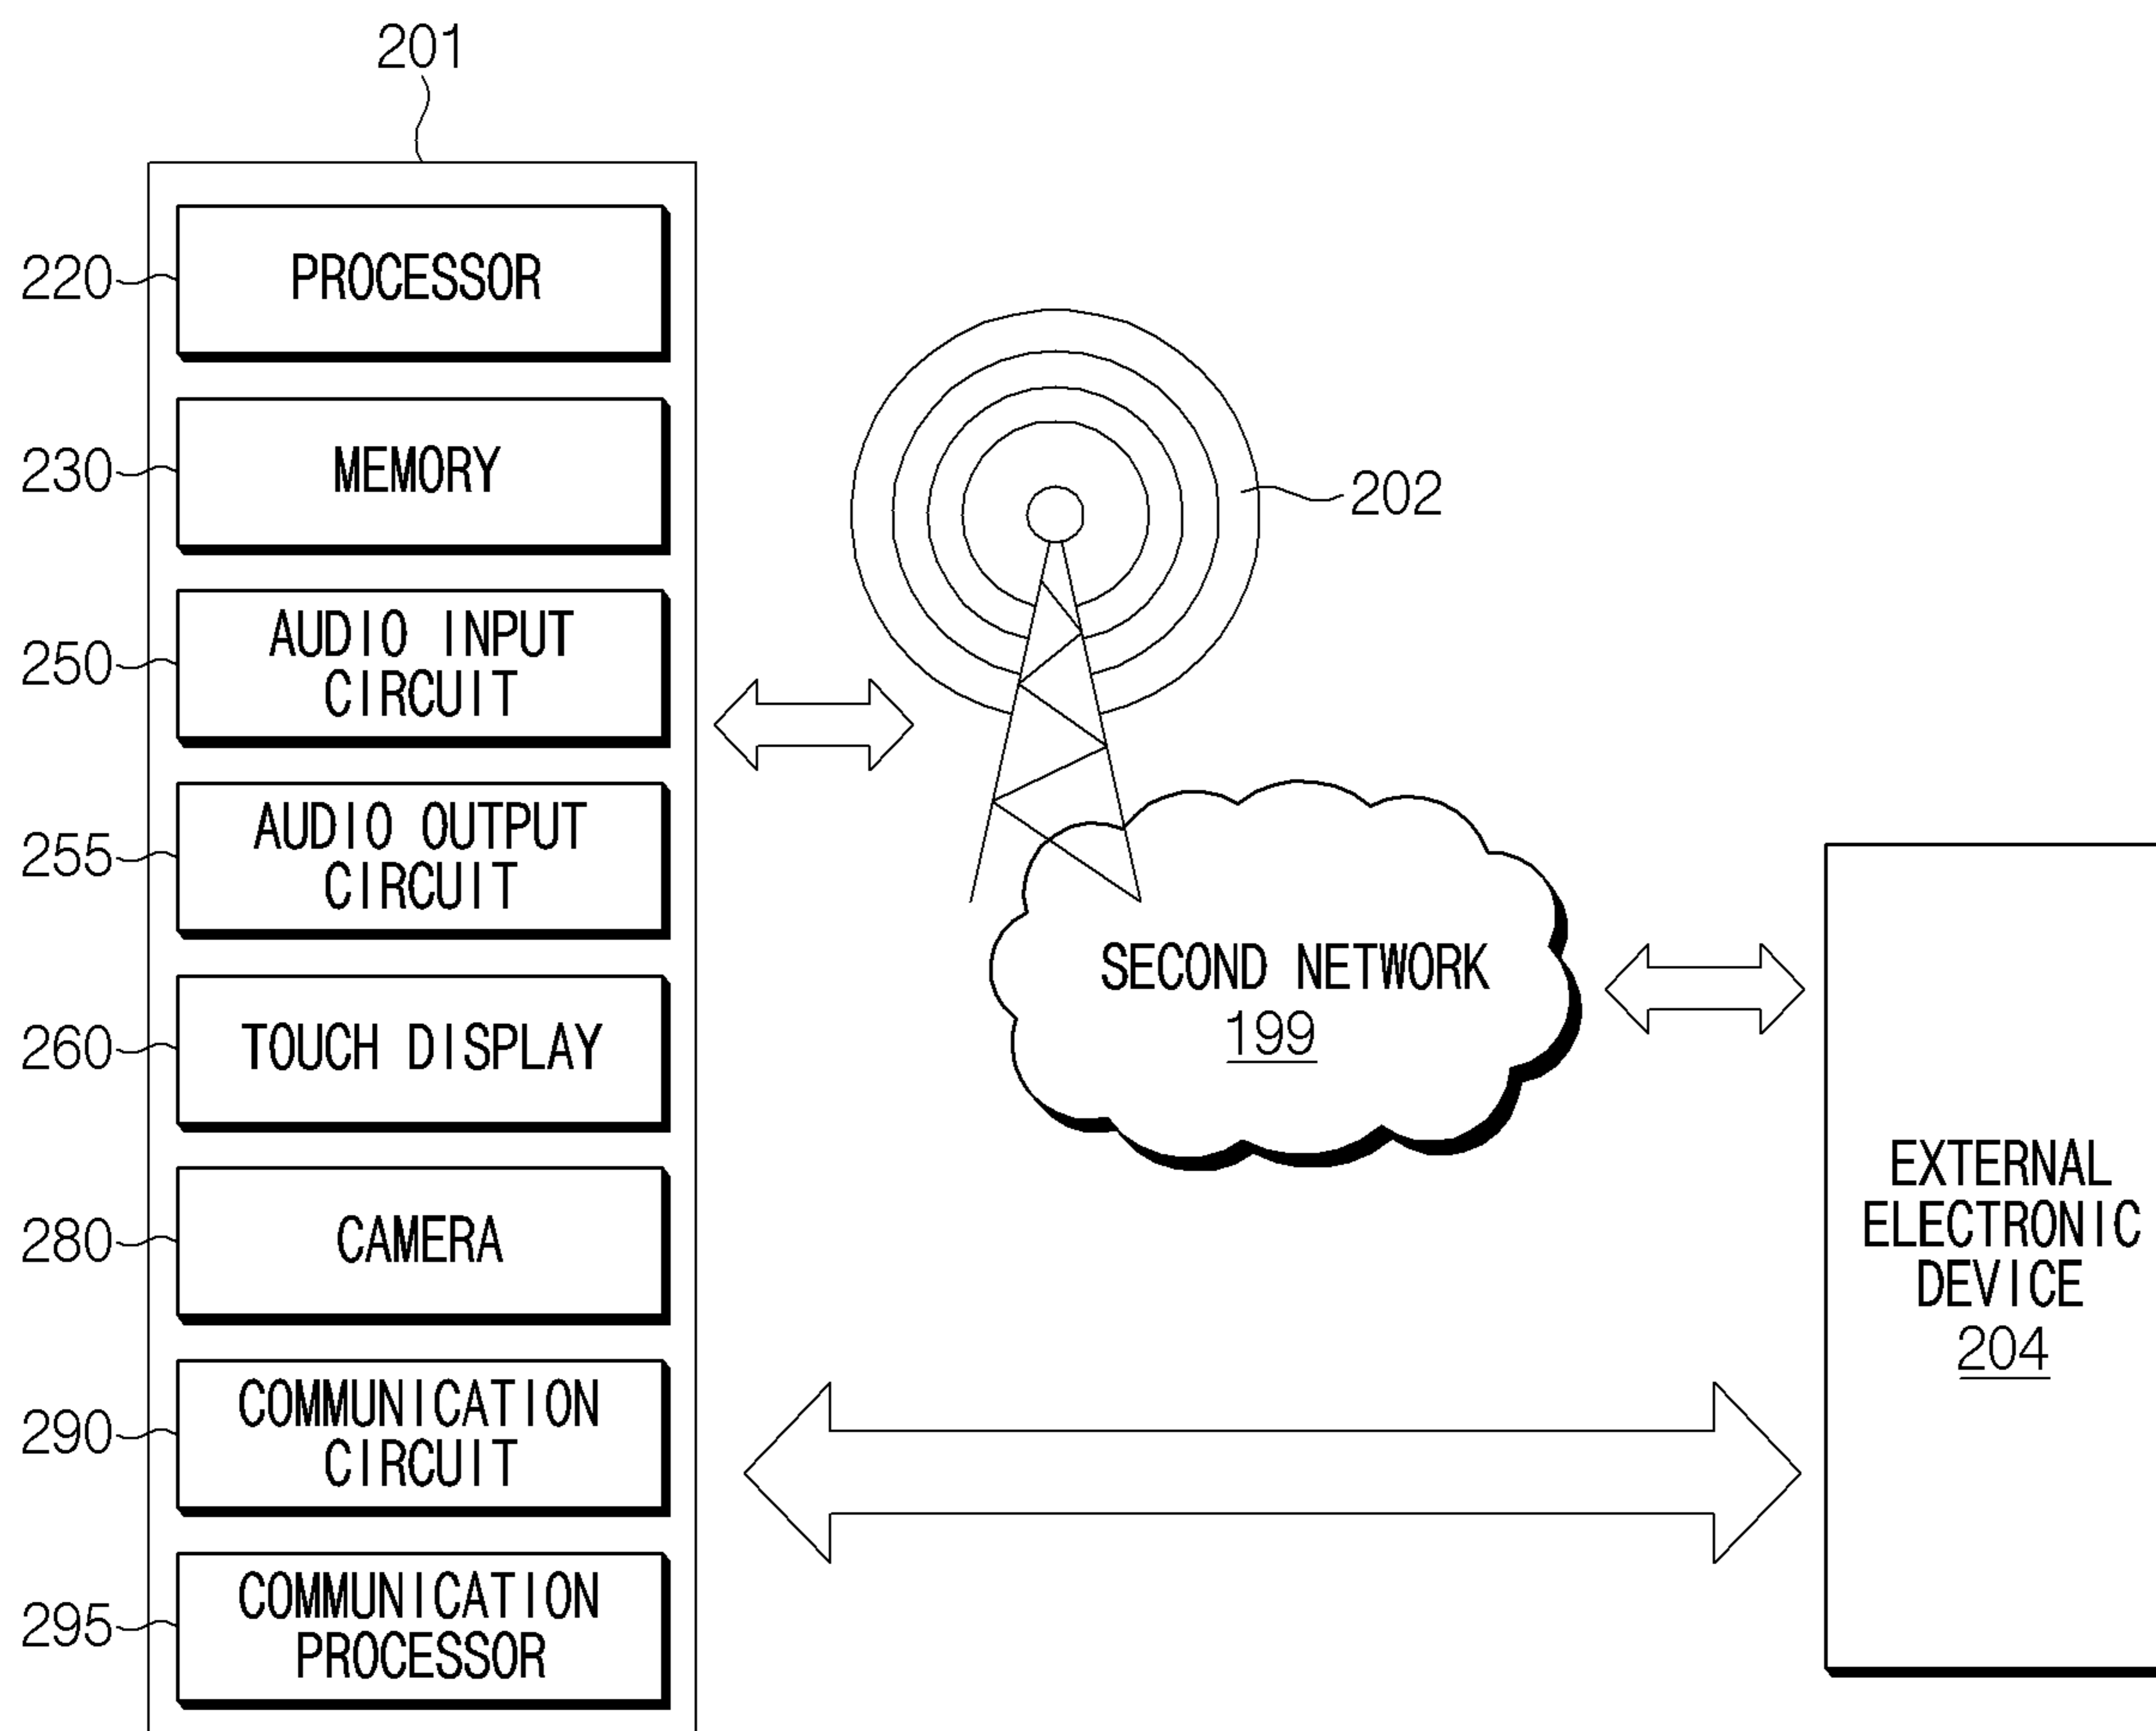 201
220
PROCESSOR
230
MEMORY
250
AUDIO INPUT
CIRCUIT
255
AUDIO OUTPUT
CIRCUIT
260
TOUCH DISPLAY
280
CAMERA
290
COMMUNICATION
CIRCUIT
295
COMMUNICATION
PROCESSOR
202
SECOND NETWORK
199
EXTERNAL
ELECTRONIC
DEVICE
204